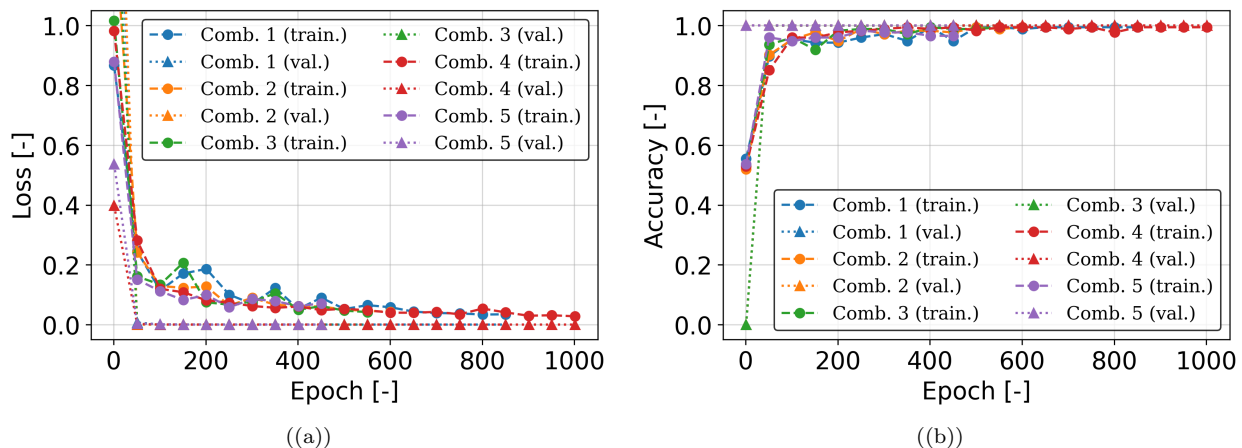 1.0
0.8
0.6
0.4
0.2
0.0
Loss [-]
Comb. 1 (train.)
Comb. 1 (val.)
Comb. 2 (train.)
Comb. 2 (val.)
Comb. 3 (train.)
Comb. 3 (val.)
Comb. 4 (train.)
Comb. 4 (val.)
Comb. 5 (train.)
Comb. 5 (val.)
0 200 400 600 800 1000
Epoch [-]
((a))
1.0
0.8
0.6
0.4
0.2
0.0
Accuracy [-]
Comb. 1 (train.)
Comb. 1 (val.)
Comb. 2 (train.)
Comb. 2 (val.)
Comb. 3 (train.)
Comb. 3 (val.)
Comb. 4 (train.)
Comb. 4 (val.)
Comb. 5 (train.)
Comb. 5 (val.)
0 200 400 600 800 1000
Epoch [-]
((b))